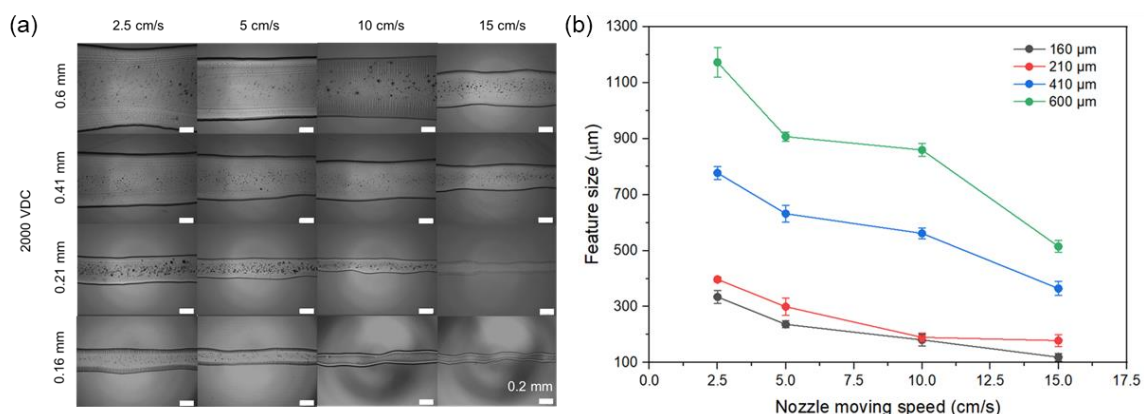 (a)
2.5 cm/s 5 cm/s 10 cm/s 15 cm/s
2000 VDC
0.6 mm
0.41 mm
0.21 mm
0.16 mm
0.2 mm
(b)
1300
1100
900
700
500
300
100
Feature size (μm)
160 μm
210 μm
410 μm
600 μm
0.0 2.5 5.0 7.5 10.0 12.5 15.0 17.5
Nozzle moving speed (cm/s)